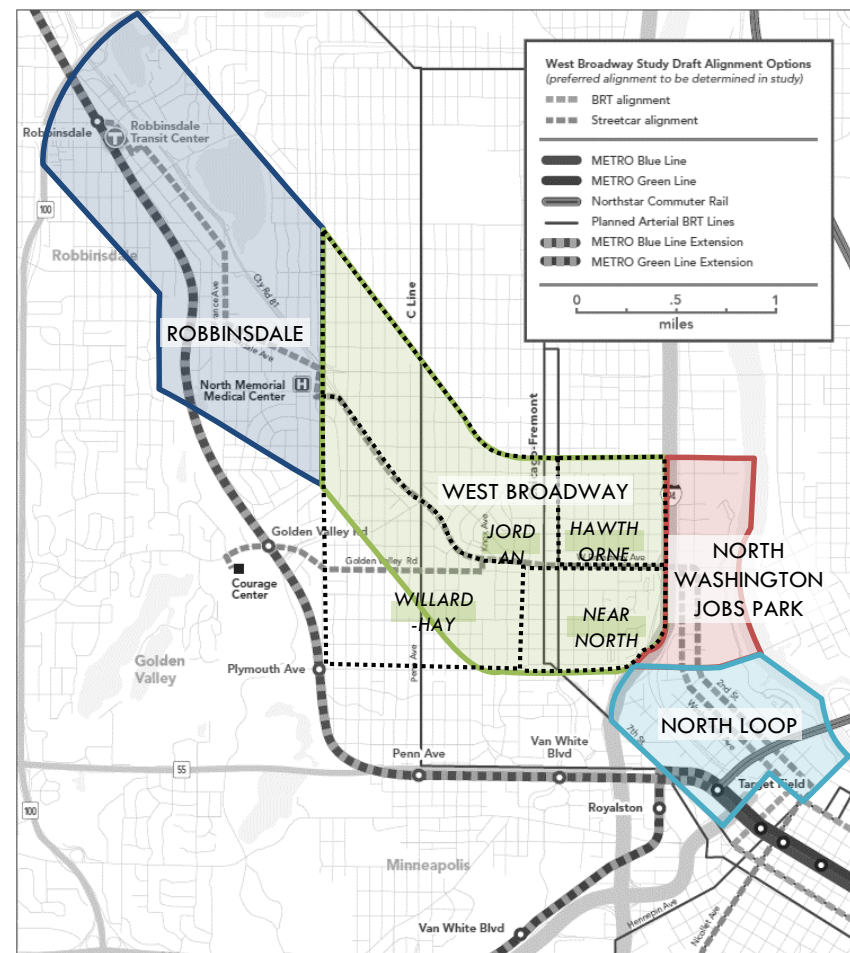 West Broadway Study Draft Alignment Options
(preferred alignment to be determined in study)
BRT alignment
Streetcar alignment
METRO Blue Line
METRO Green Line
Northstar Commuter Rail
Planned Arterial BRT Lines
METRO Blue Line Extension
METRO Green Line Extension
0 .5 1
miles
Robbinsdale
Robbinsdale
Transit Center
T
100
Robbinsdale
Cty Rd 81
C Line
ROBBINSDALE
North Memorial
Medical Center
H
WEST BROADWAY
JORD
AN
HAWTH
ORNE
NORTH
WASHINGTON
JOBS PARK
Golden Valley Rd
Golden Valley Rd
Courage
Center
WILLARD
-HAY
NEAR
NORTH
Golden
Valley
Plymouth Ave
Penn Ave
2nd St
NORTH LOOP
7th St
Penn Ave
Van White
Blvd
55
Target Field
Royalston
100
Minneapolis
Hennepin Ave
Nicollet Ave
Van White Blvd